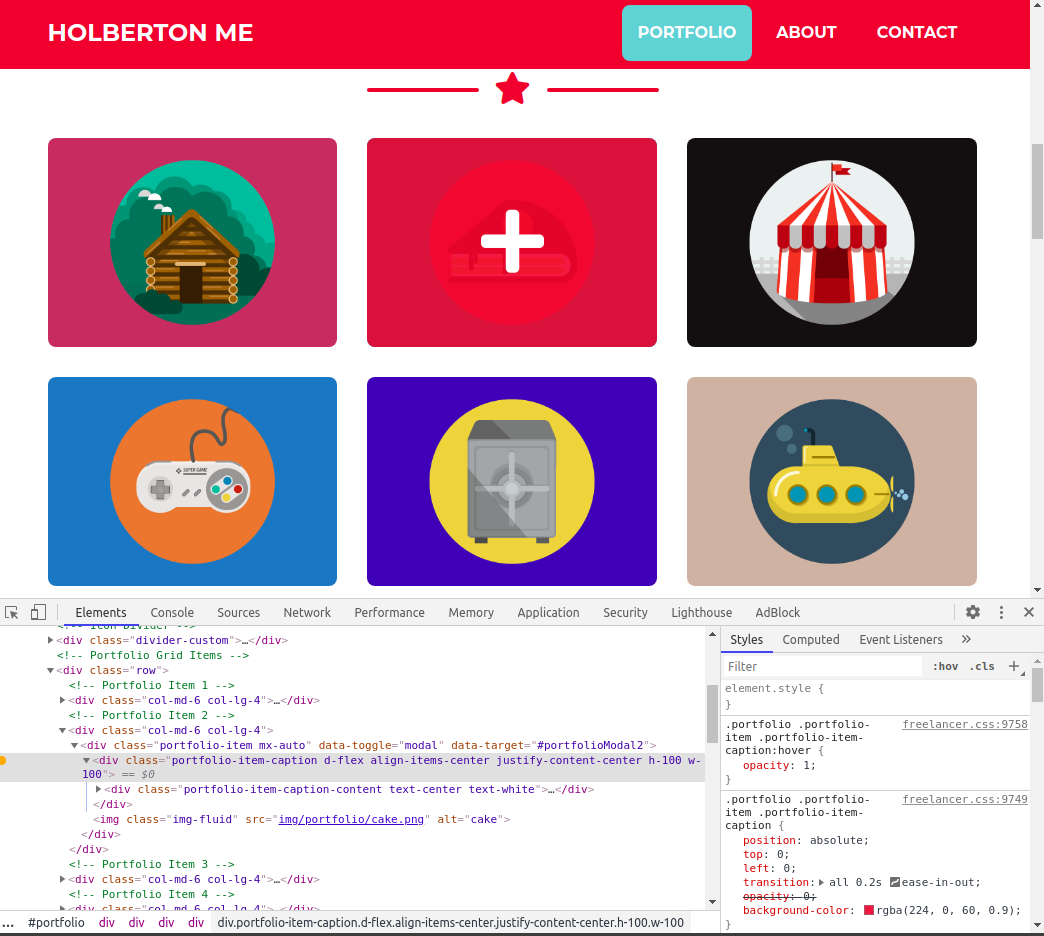 HOLBERTON ME
PORTFOLIO
ABOUT
CONTACT
SUPER GAME
Elements
Console
Sources
Network
Performance
Memory
Application
Security
Lighthouse
AdBlock
<!-- Icon Divider -->
<div class="divider-custom">…</div>
<!-- Portfolio Grid Items -->
<div class="row">
<!-- Portfolio Item 1 -->
<div class="col-md-6 col-lg-4">…</div>
<!-- Portfolio Item 2 -->
<div class="col-md-6 col-lg-4">
<div class="portfolio-item mx-auto" data-toggle="modal" data-target="#portfolioModal2">
<div class="portfolio-item-caption d-flex align-items-center justify-content-center h-100 w-
100"> == $0
<div class="portfolio-item-caption-content text-center text-white">…</div>
</div>
<img class="img-fluid" src="img/portfolio/cake.png" alt="cake">
</div>
</div>
<!-- Portfolio Item 3 -->
<div class="col-md-6 col-lg-4">…</div>
<!-- Portfolio Item 4 -->
<div class="col-md-6 col-lg-4">…</div>
... #portfolio div div div div div.portfolio-item-caption.d-flex.align-items-center.justify-content-center.h-100.w-100
Styles
Computed
Event Listeners
»
Filter
:hov .cls +
element.style {
}
.portfolio .portfolio- freelancer.css:9758
item .portfolio-item-
caption:hover {
opacity: 1;
}
.portfolio .portfolio- freelancer.css:9749
item .portfolio-item-
caption {
position: absolute;
top: 0;
left: 0;
transition: all 0.2s ease-in-out;
opacity: 0;
background-color: rgba(224, 0, 60, 0.9);
}